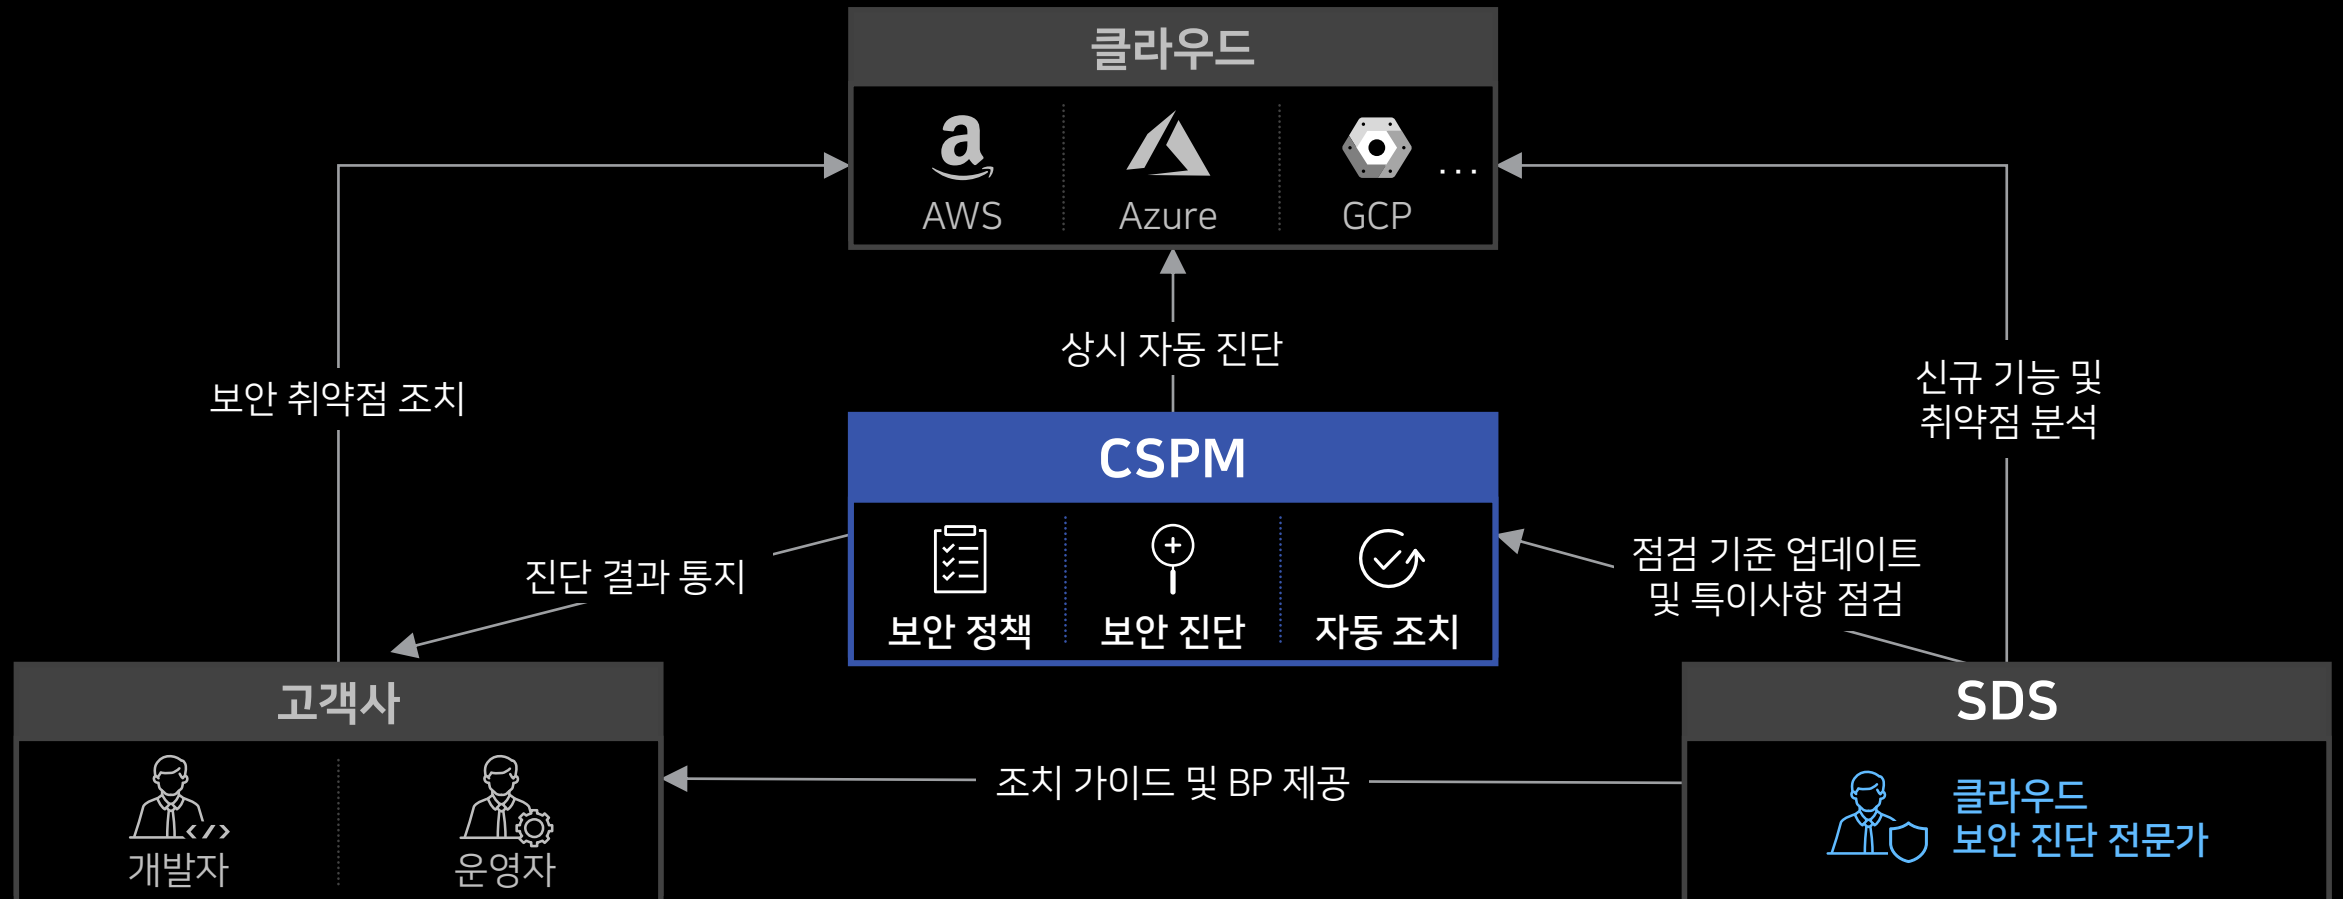 클라우드
AWS
Azure
GCP
...
상시 자동 진단
보안 취약점 조치
신규 기능 및
취약점 분석
CSPM
보안 정책
보안 진단
자동 조치
진단 결과 통지
점검 기준 업데이트
및 특이사항 점검
고객사
개발자
운영자
조치 가이드 및 BP 제공
SDS
클라우드
보안 진단 전문가